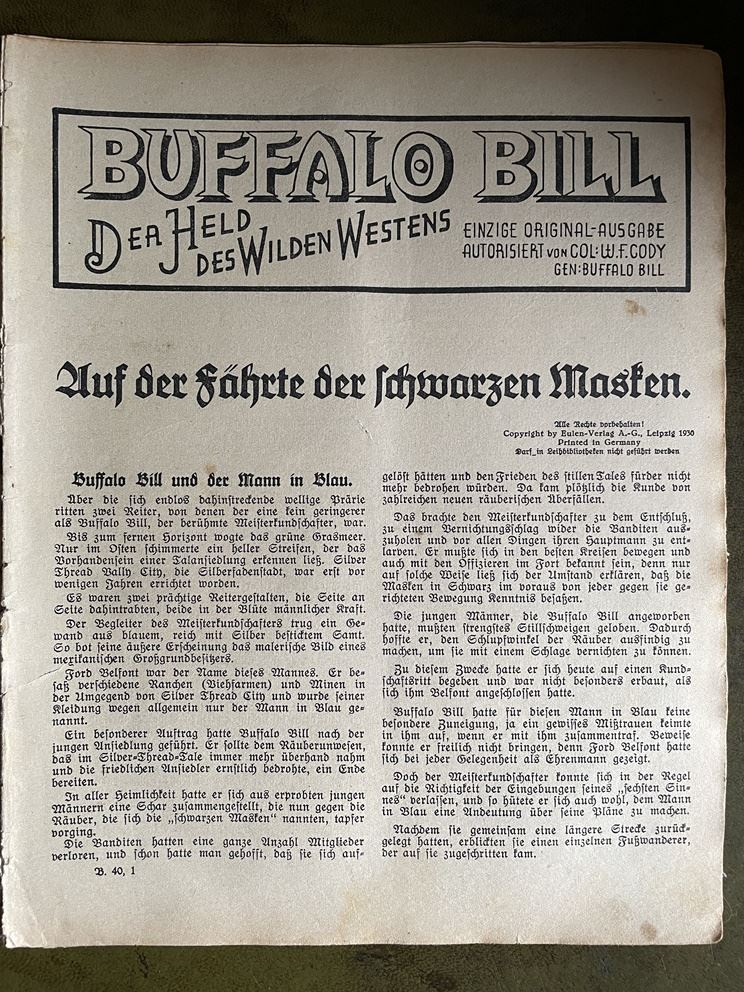 BUFFALO BILL
DER HELD
DES WILDEN WESTENS
EINZIGE ORIGINAL-AUSGABE
AUTORISIERT VON COL: W. F. CODY
GEN: BUFFALO BILL
Auf der Fährte der schwarzen Masken.
Alle Rechte vorbehalten!
Copyright by Eulen-Verlag A.-G., Leipzig 1930
Printed in Germany
Darf in Leihbibliotheken nicht geführt werden
Buffalo Bill und der Mann in Blau.
Über die sich endlos dahinstreckende wellige Prärie
ritten zwei Reiter, von denen der eine kein geringerer
als Buffalo Bill, der berühmte Meisterkundschafter, war.
Bis zum fernen Horizont wogte das grüne Grasmeer.
Nur im Osten schimmerte ein heller Streifen, der das
Vorhandensein einer Talansiedlung erkennen ließ. Silver
Thread Vally City, die Silberfadenstadt, war erst vor
wenigen Jahren errichtet worden.
Es waren zwei prächtige Reitergestalten, die Seite an
Seite dahintrabten, beide in der Blüte männlicher Kraft.
Der Begleiter des Meisterkundschafters trug ein Ge-
wand aus blauem, reich mit Silber besticktem Samt.
So bot seine äußere Erscheinung das malerische Bild eines
mexikanischen Großgrundbesitzers.
Ford Belfont war der Name dieses Mannes. Er be-
saß verschiedene Ranchen (Viehfarmen) und Minen in
der Umgegend von Silver Thread City und wurde seiner
Kleidung wegen allgemein nur der Mann in Blau ge-
nannt.
Ein besonderer Auftrag hatte Buffalo Bill nach der
jungen Ansiedlung geführt. Er sollte dem Räuberunwesen,
das im Silver-Thread-Tale immer mehr überhand nahm
und die friedlichen Ansiedler ernstlich bedrohte, ein Ende
bereiten.
In aller Heimlichkeit hatte er sich aus erprobten jungen
Männern eine Schar zusammengestellt, die nun gegen die
Räuber, die sich die „schwarzen Masken“ nannten, tapfer
vorging.
Die Banditen hatten eine ganze Anzahl Mitglieder
verloren, und schon hatte man gehofft, daß sie sich auf-
B. 40, 1
gelöst hätten und den Frieden des stillen Tales fürder nicht
mehr bedrohen würden. Da kam plötzlich die Kunde von
zahlreichen neuen räuberischen Überfällen.
Das brachte den Meisterkundschafter zu dem Entschluß,
zu einem Vernichtungsschlag wider die Banditen aus-
zuholen und vor allen Dingen ihren Hauptmann zu ent-
larven. Er mußte sich in den besten Kreisen bewegen und
auch mit den Offizieren im Fort bekannt sein, denn nur
auf solche Weise ließ sich der Umstand erklären, daß die
Masken in Schwarz im voraus von jeder gegen sie ge-
richteten Bewegung Kenntnis besaßen.
Die jungen Männer, die Buffalo Bill angeworben
hatte, mußten strengstes Stillschweigen geloben. Dadurch
hoffte er, den Schlupfwinkel der Räuber ausfindig zu
machen, um sie mit einem Schlage vernichten zu können.
Zu diesem Zwecke hatte er sich heute auf einen Kund-
schaftsritt begeben und war nicht besonders erbaut, als
sich ihm Belfont angeschlossen hatte.
Buffalo Bill hatte für diesen Mann in Blau keine
besondere Zuneigung, ja ein gewisses Mißtrauen keimte
in ihm auf, wenn er mit ihm zusammentraf. Beweise
konnte er freilich nicht bringen, denn Ford Belfont hatte
sich bei jeder Gelegenheit als Ehrenmann gezeigt.
Doch der Meisterkundschafter konnte sich in der Regel
auf die Richtigkeit der Eingebungen seines „sechsten Sin-
nes“ verlassen, und so hütete er sich auch wohl, dem Mann
in Blau eine Andeutung über seine Pläne zu machen.
Nachdem sie gemeinsam eine längere Strecke zurück-
gelegt hatten, erblickten sie einen einzelnen Fußwanderer,
der auf sie zugeschritten kam.